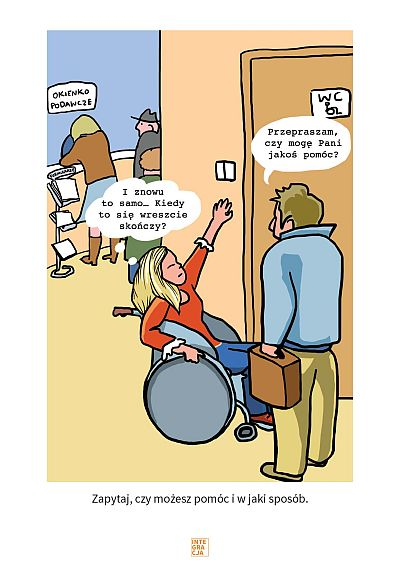 OKIENKO
PODAWCZE
WC
Przepraszam,
czy mogę Pani
jakoś pomóc?
I znowu
to samo… Kiedy
to się wreszcie
skończy?
Zapytaj, czy możesz pomóc i w jaki sposób.
INTE
GRA
CJA